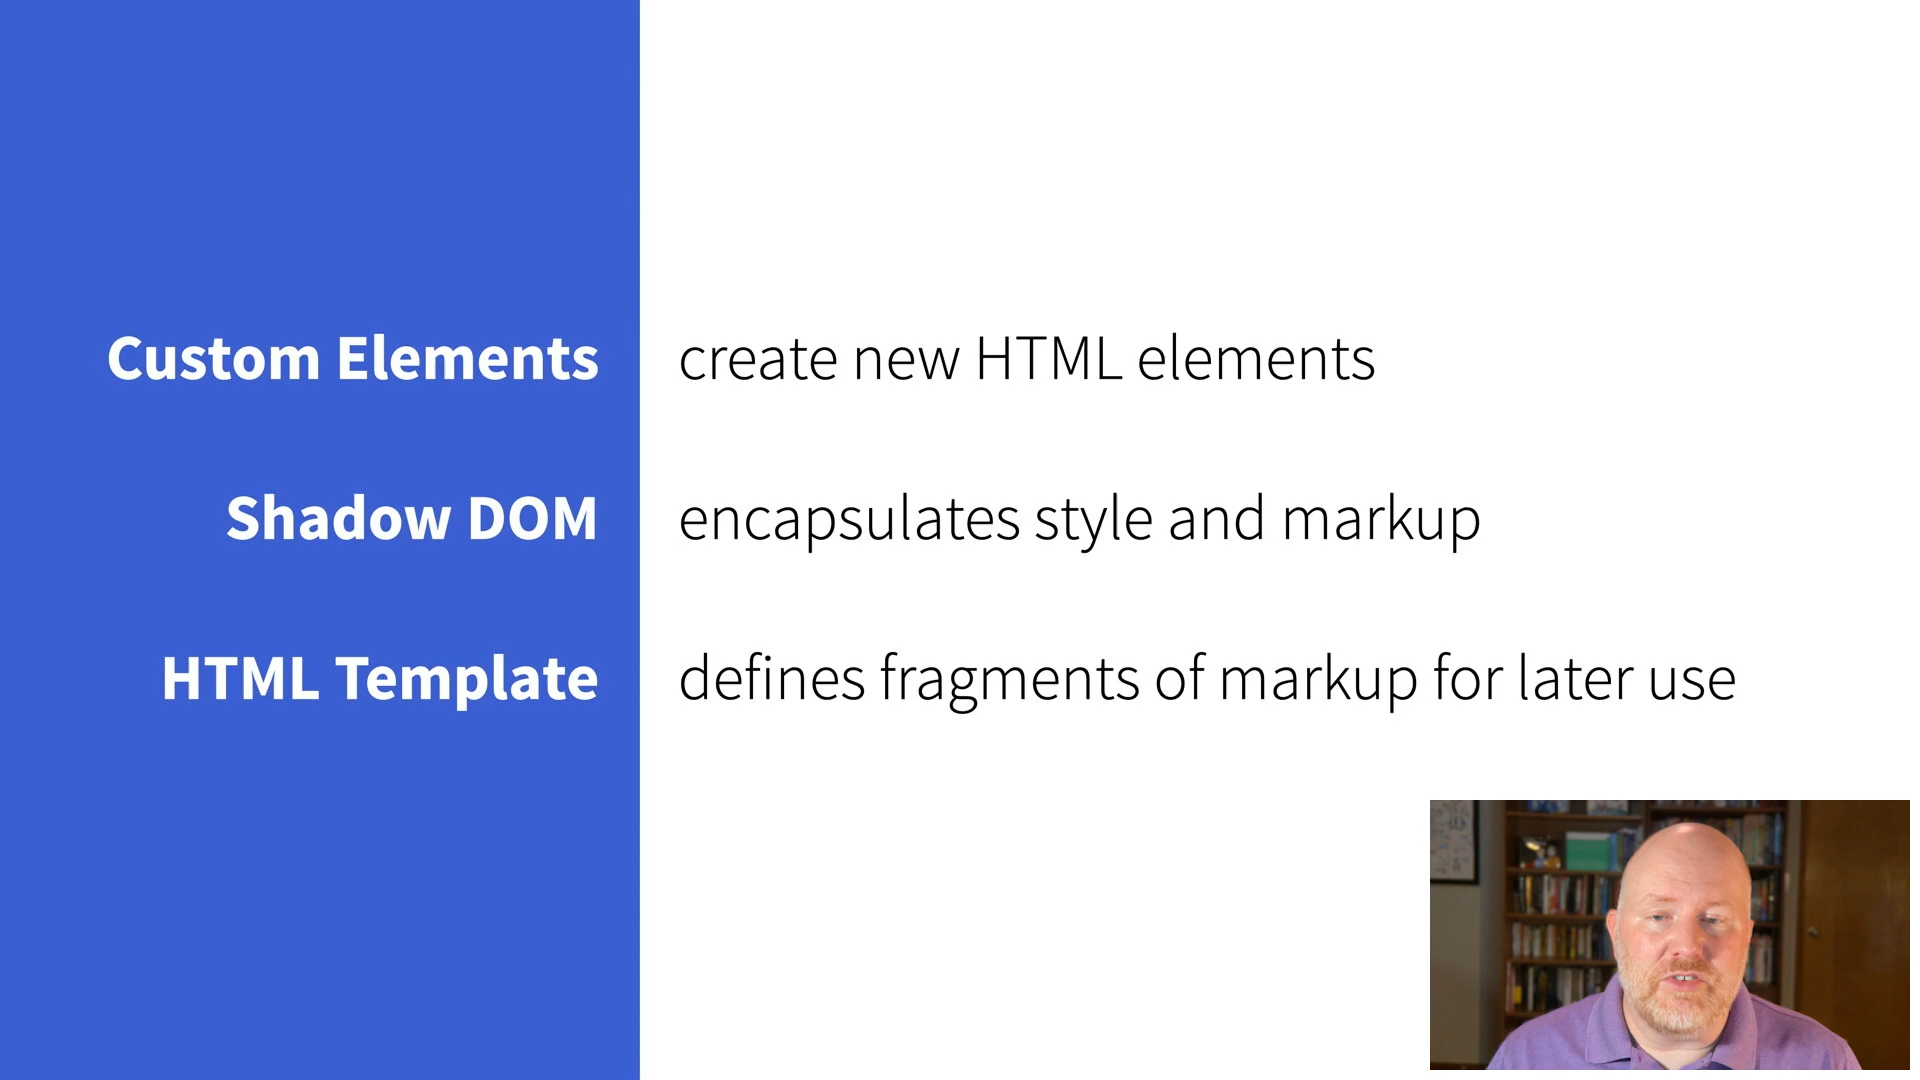 Custom Elements create new HTML elements
Shadow DOM encapsulates style and markup
HTML Template defines fragments of markup for later use